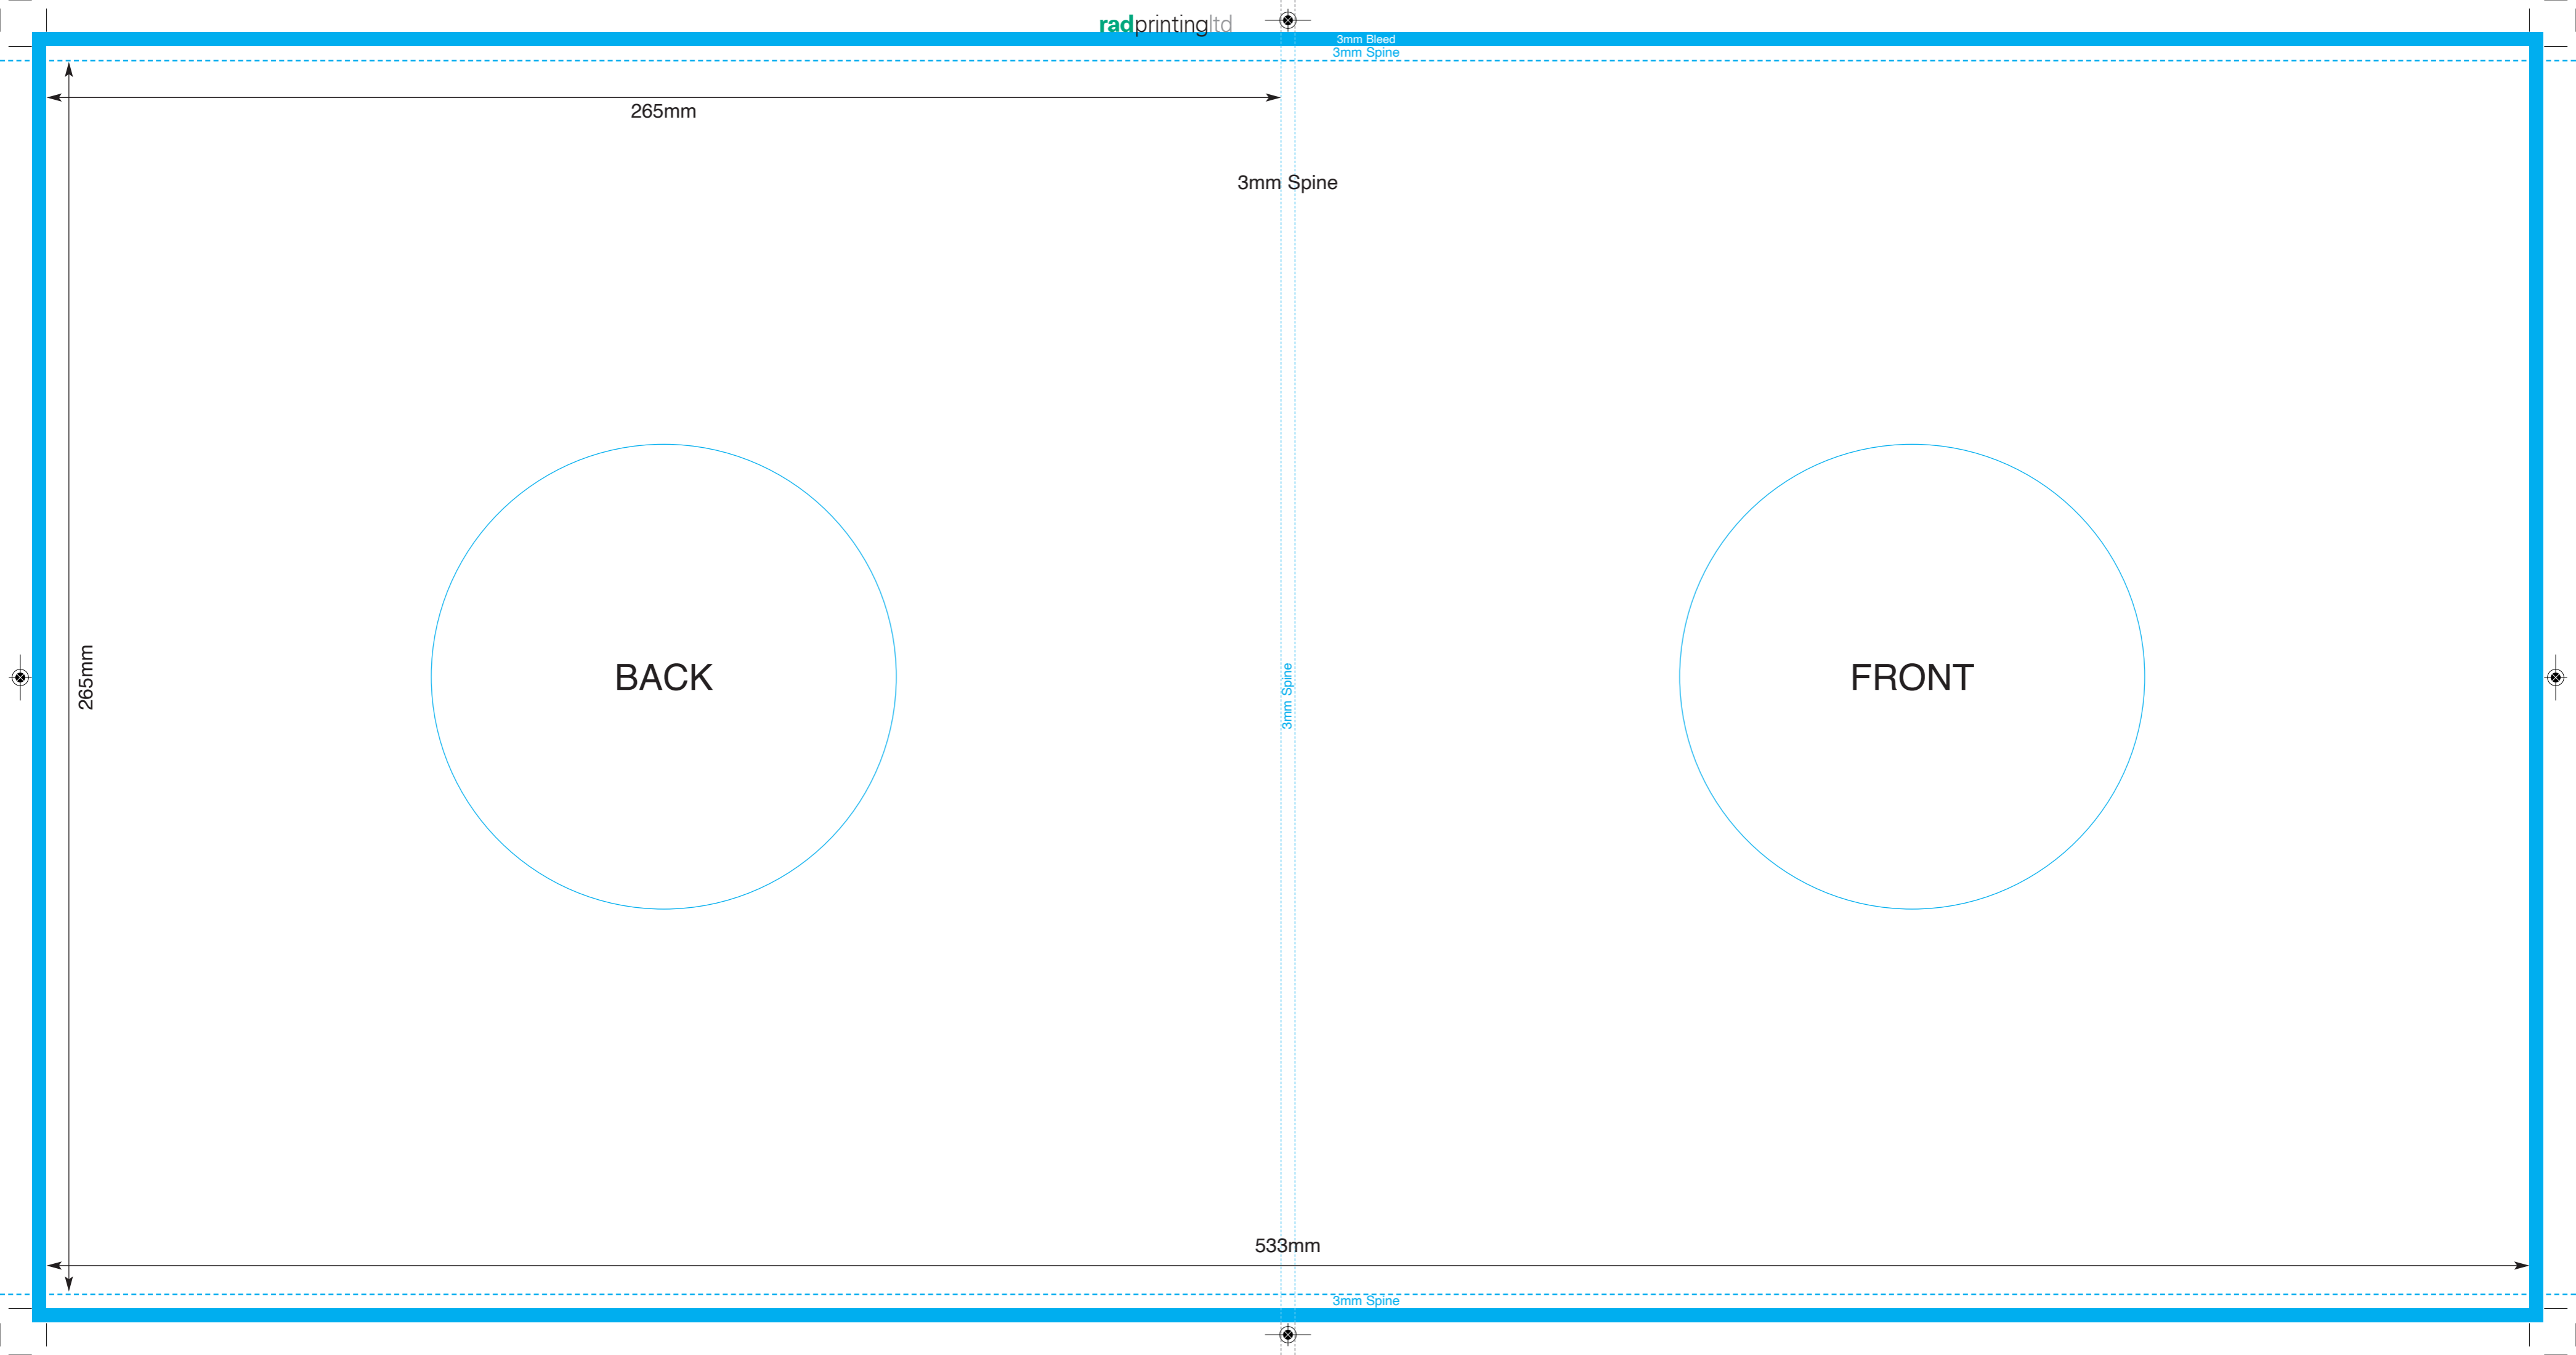 radprintingltd
3mm Bleed
3mm Spine
265mm
3mm Spine
265mm
BACK
3mm Spine
FRONT
533mm
3mm Spine